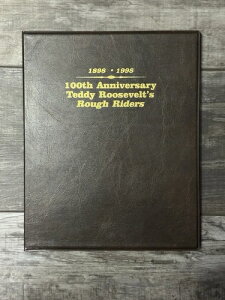 1898 • 1998
100th Anniversary
Teddy Roosevelt's
Rough Riders